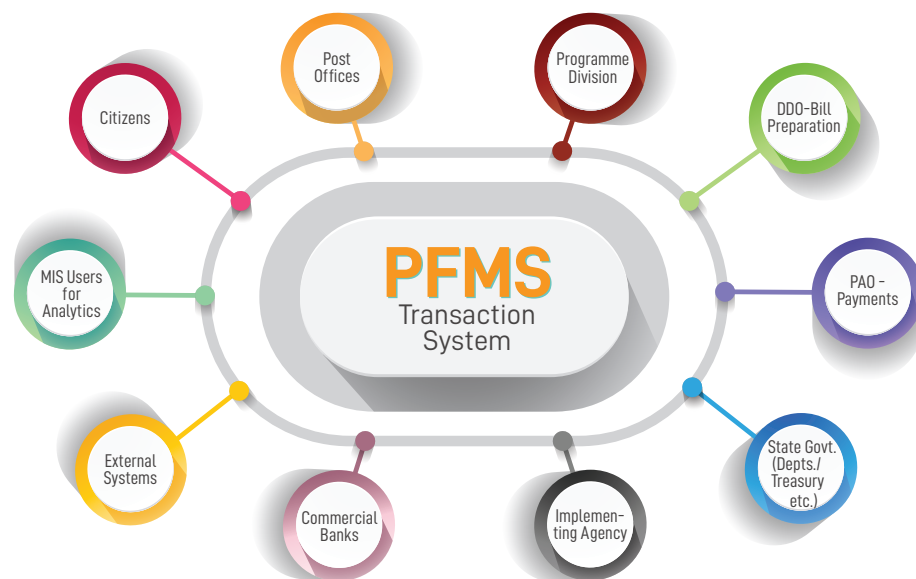 Post
Offices
Programme
Division
Citizens
DDO-Bill
Preparation
MIS Users
for
Analytics
PFMS
Transaction
System
PAO -
Payments
External
Systems
Commercial
Banks
Implemen-
ting Agency
State Govt.
(Depts./
Treasury
etc.)